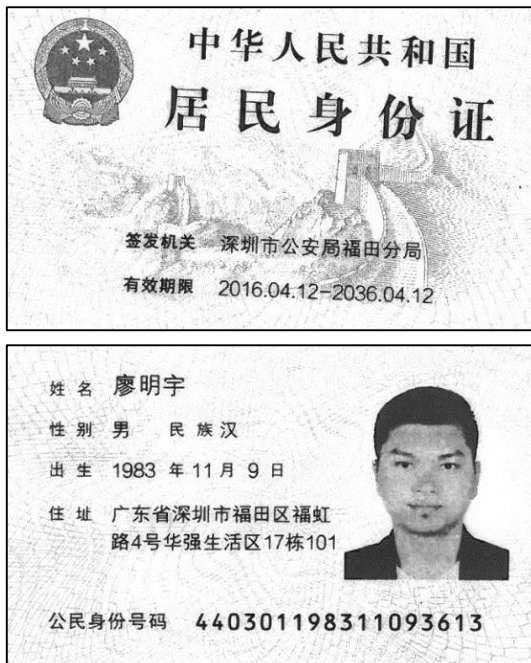 中华人民共和国
居民身份证
签发机关 深圳市公安局福田分局
有效期限 2016.04.12-2036.04.12
姓名 廖明宇
性别 男 民族 汉
出生 1983 年 11 月 9 日
住址 广东省深圳市福田区福虹
路4号华强生活区17栋101
公民身份号码 440301198311093613